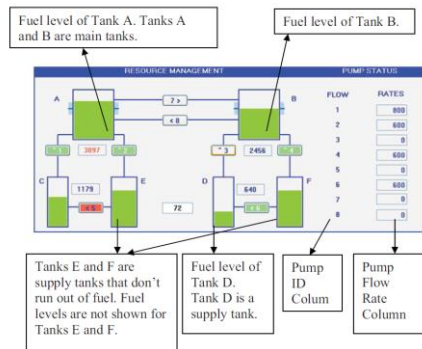 Fuel level of Tank A. Tanks A
and B are main tanks.
Fuel level of Tank B.
RESOURCE MANAGEMENT
PUMP STATUS
A
7 >
B
FLOW
RATES
< 8
1
800
2
600
3
0
3897
^ 3
2456
4
600
5
0
C
1179
E
D
640
F
6
600
< 5
72
7
0
8
0
Tanks E and F are
supply tanks that don't
run out of fuel. Fuel
levels are not shown for
Tanks E and F.
Fuel level of
Tank D.
Tank D is a
supply tank.
Pump
ID
Colum
Pump
Flow
Rate
Column